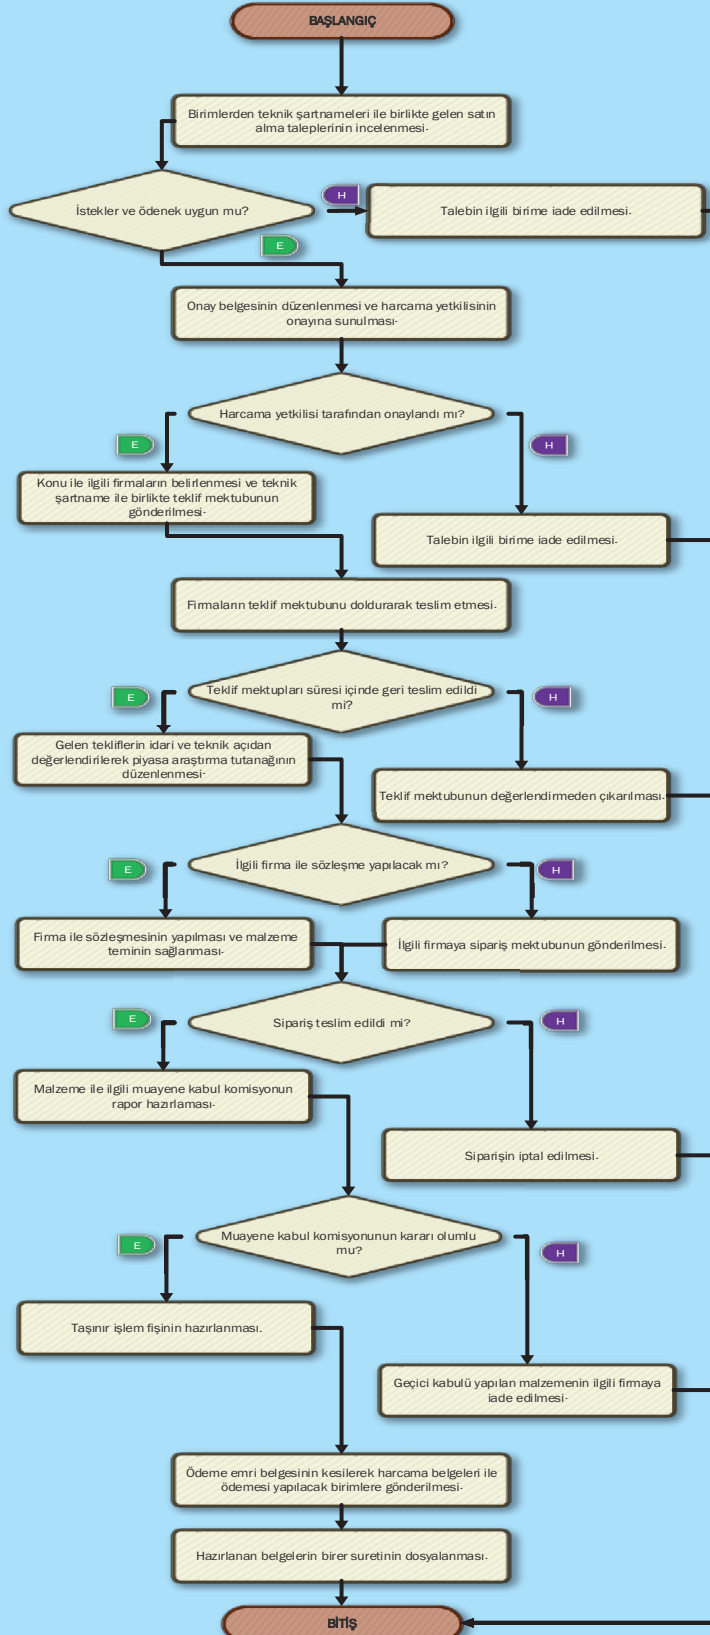 BAŞLANGIÇ
Birimlerden teknik şartnameleri ile birlikte gelen satın
alma taleplerinin incelenmesi.
İstekler ve ödenek uygun mu?
H
Talebin ilgili birime iade edilmesi.
E
Onay belgesinin düzenlenmesi ve harcama yetkilisinin
onayına sunulması.
Harcama yetkilisi tarafından onaylandı mı?
E
H
Konu ile ilgili firmaların belirlenmesi ve teknik
şartname ile birlikte teklif mektubunun
gönderilmesi.
Talebin ilgili birime iade edilmesi.
Firmaların teklif mektubunu doldurarak teslim etmesi.
Teklif mektupları süresi içinde geri teslim edildi
mi?
E
H
Gelen tekliflerin idari ve teknik açıdan
değerlendirilerek piyasa araştırma tutanağının
düzenlenmesi.
Teklif mektubunun değerlendirmeden çıkarılması.
İlgili firma ile sözleşme yapılacak mı?
E
H
Firma ile sözleşmesinin yapılması ve malzeme
teminin sağlanması.
İlgili firmaya sipariş mektubunun gönderilmesi.
Sipariş teslim edildi mi?
E
H
Malzeme ile ilgili muayene kabul komisyonun
rapor hazırlaması.
Siparişin iptal edilmesi.
Muayene kabul komisyonunun kararı olumlu
mu?
E
H
Taşınır işlem fişinin hazırlanması.
Geçici kabulü yapılan malzemenin ilgili firmaya
iade edilmesi.
Ödeme emri belgesinin kesilerek harcama belgeleri ile
ödemesi yapılacak birimlere gönderilmesi.
Hazırlanan belgelerin birer suretinin dosyalanması.
BİTİŞ